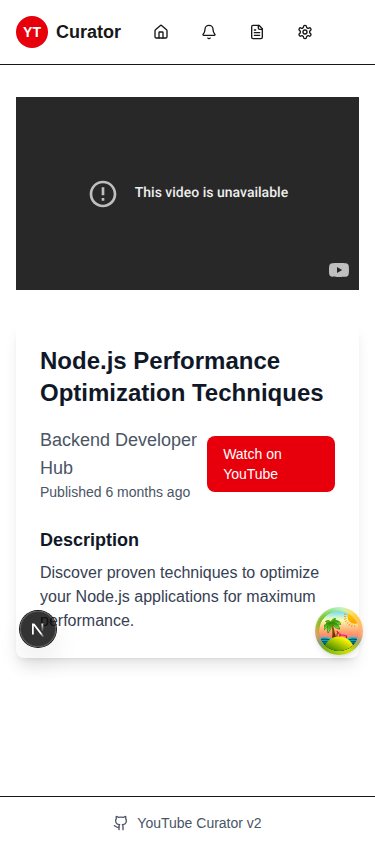 YT Curator
This video is unavailable
Node.js Performance
Optimization Techniques
Backend Developer
Hub
Published 6 months ago
Watch on
YouTube
Description
Discover proven techniques to optimize
your Node.js applications for maximum
performance.
N
YouTube Curator v2